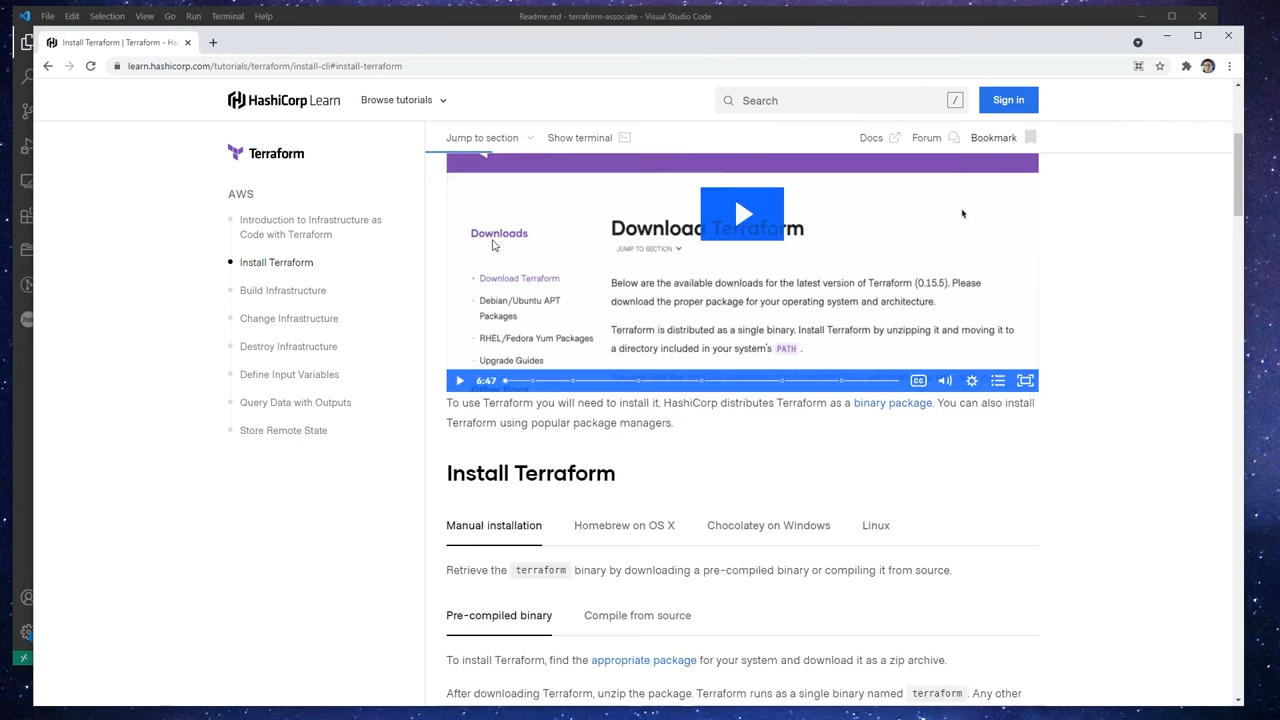 File Edit Selection View Go Run Terminal Help
Readme.md - terraform-associate - Visual Studio Code
Install Terraform | Terraform - Ha
learn.hashicorp.com/tutorials/terraform/install-cli#install-terraform
HashiCorp Learn
Browse tutorials
Search
/
Sign in
Terraform
AWS
Introduction to Infrastructure as
Code with Terraform
Install Terraform
Build Infrastructure
Change Infrastructure
Destroy Infrastructure
Define Input Variables
Query Data with Outputs
Store Remote State
Jump to section
Show terminal
Docs
Forum
Bookmark
Downloads
Download Terraform
Debian/Ubuntu APT
Packages
RHEL/Fedora Yum Packages
Upgrade Guides
Download Terraform
JUMP TO SECTION
Below are the available downloads for the latest version of Terraform (0.15.5). Please
download the proper package for your operating system and architecture.
Terraform is distributed as a single binary. Install Terraform by unzipping it and moving it to
a directory included in your system's PATH .
6:47
CC
To use Terraform you will need to install it. HashiCorp distributes Terraform as a binary package. You can also install
Terraform using popular package managers.
Install Terraform
Manual installation
Homebrew on OS X
Chocolatey on Windows
Linux
Retrieve the terraform binary by downloading a pre-compiled binary or compiling it from source.
Pre-compiled binary
Compile from source
To install Terraform, find the appropriate package for your system and download it as a zip archive.
After downloading Terraform, unzip the package. Terraform runs as a single binary named terraform . Any other